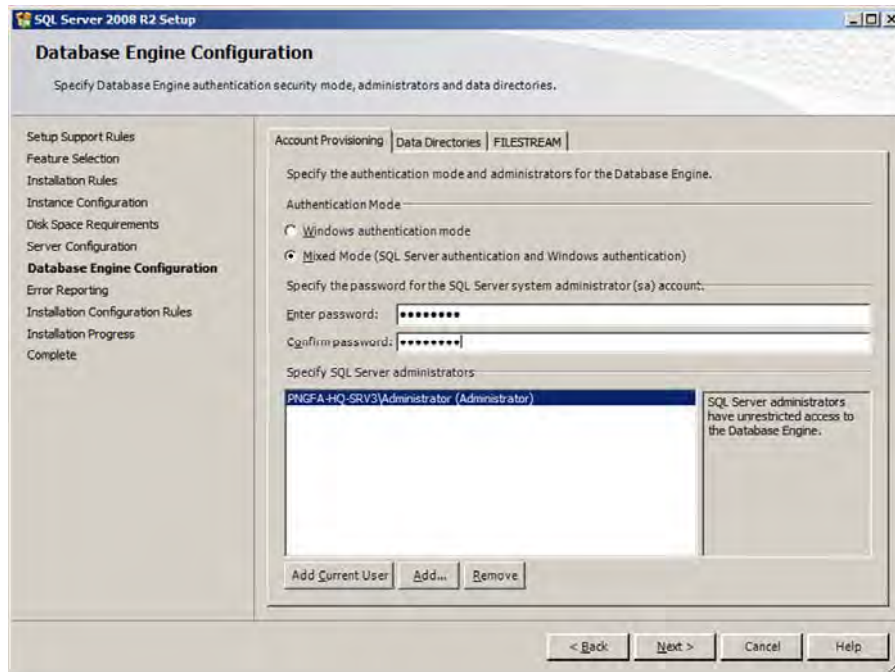 SQL Server 2008 R2 Setup
Database Engine Configuration
Specify Database Engine authentication security mode, administrators and data directories.
Setup Support Rules
Feature Selection
Installation Rules
Instance Configuration
Disk Space Requirements
Server Configuration
Database Engine Configuration
Error Reporting
Installation Configuration Rules
Installation Progress
Complete
Account Provisioning Data Directories FILESTREAM
Specify the authentication mode and administrators for the Database Engine.
Authentication Mode
Windows authentication mode
Mixed Mode (SQL Server authentication and Windows authentication)
Specify the password for the SQL Server system administrator (sa) account.
Enter password: ●●●●●●●●
Confirm password: ●●●●●●●●
Specify SQL Server administrators
PNGFA-HQ-SRV3\Administrator (Administrator)
SQL Server administrators
have unrestricted access to
the Database Engine.
Add Current User Add... Remove
< Back Next > Cancel Help